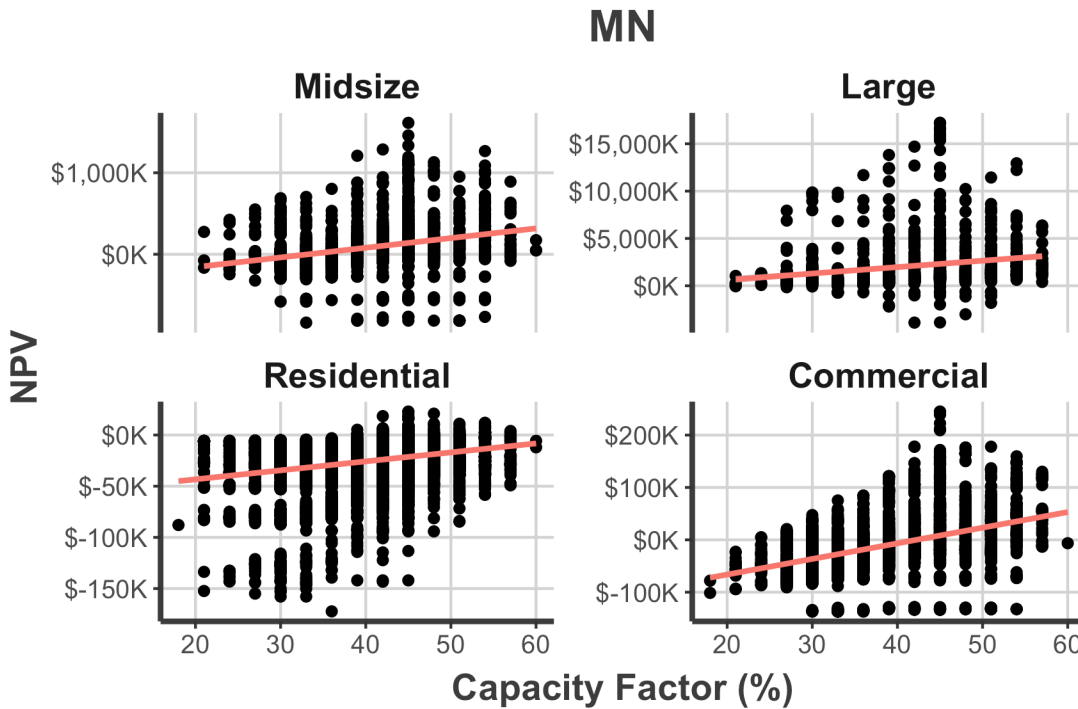 MN
Midsize
Large
$1,000K
$0K
$15,000K
$10,000K
$5,000K
$0K
NPV
Residential
Commercial
$0K
$-50K
$-100K
$-150K
$200K
$100K
$0K
$-100K
20 30 40 50 60
20 30 40 50 60
Capacity Factor (%)